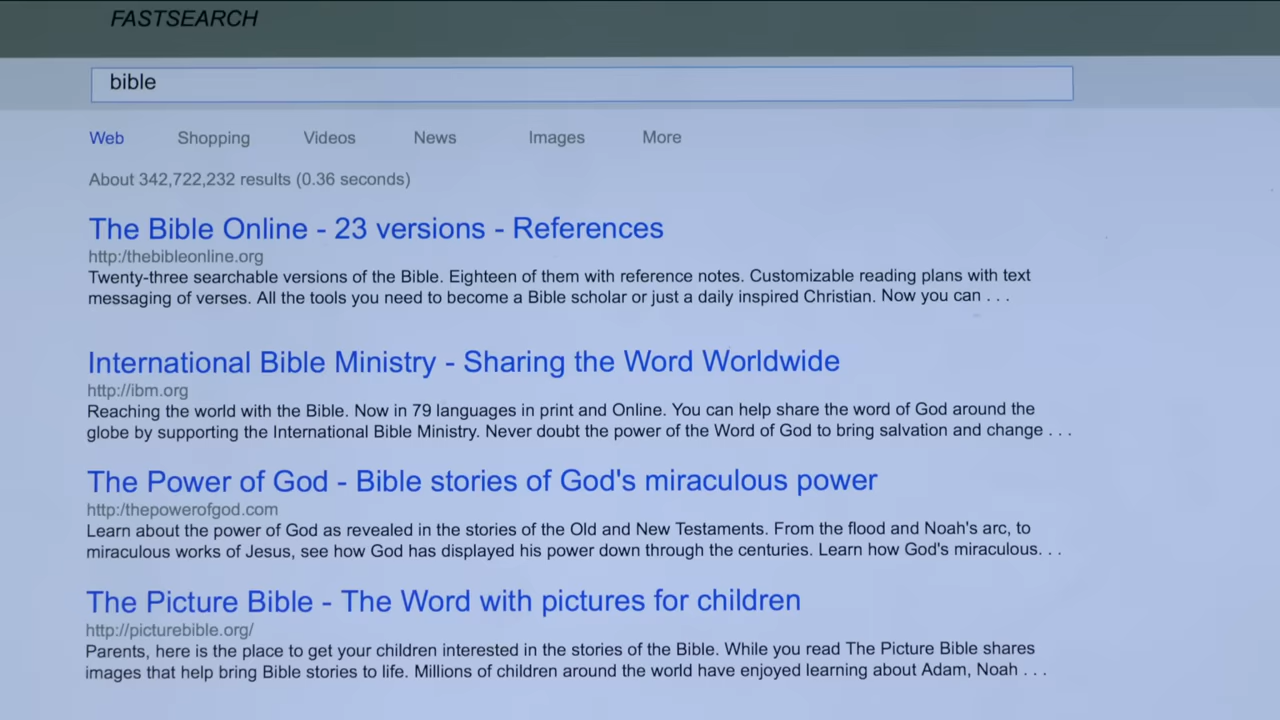 FASTSEARCH
bible
Web Shopping Videos News Images More
About 342,722,232 results (0.36 seconds)
The Bible Online - 23 versions - References
http:/thebibleonline.org
Twenty-three searchable versions of the Bible. Eighteen of them with reference notes. Customizable reading plans with text
messaging of verses. All the tools you need to become a Bible scholar or just a daily inspired Christian. Now you can . . .
International Bible Ministry - Sharing the Word Worldwide
http://ibm.org
Reaching the world with the Bible. Now in 79 languages in print and Online. You can help share the word of God around the
globe by supporting the International Bible Ministry. Never doubt the power of the Word of God to bring salvation and change . . .
The Power of God - Bible stories of God's miraculous power
http:/thepowerofgod.com
Learn about the power of God as revealed in the stories of the Old and New Testaments. From the flood and Noah's arc, to
miraculous works of Jesus, see how God has displayed his power down through the centuries. Learn how God's miraculous. . .
The Picture Bible - The Word with pictures for children
http://picturebible.org/
Parents, here is the place to get your children interested in the stories of the Bible. While you read The Picture Bible shares
images that help bring Bible stories to life. Millions of children around the world have enjoyed learning about Adam, Noah . . .